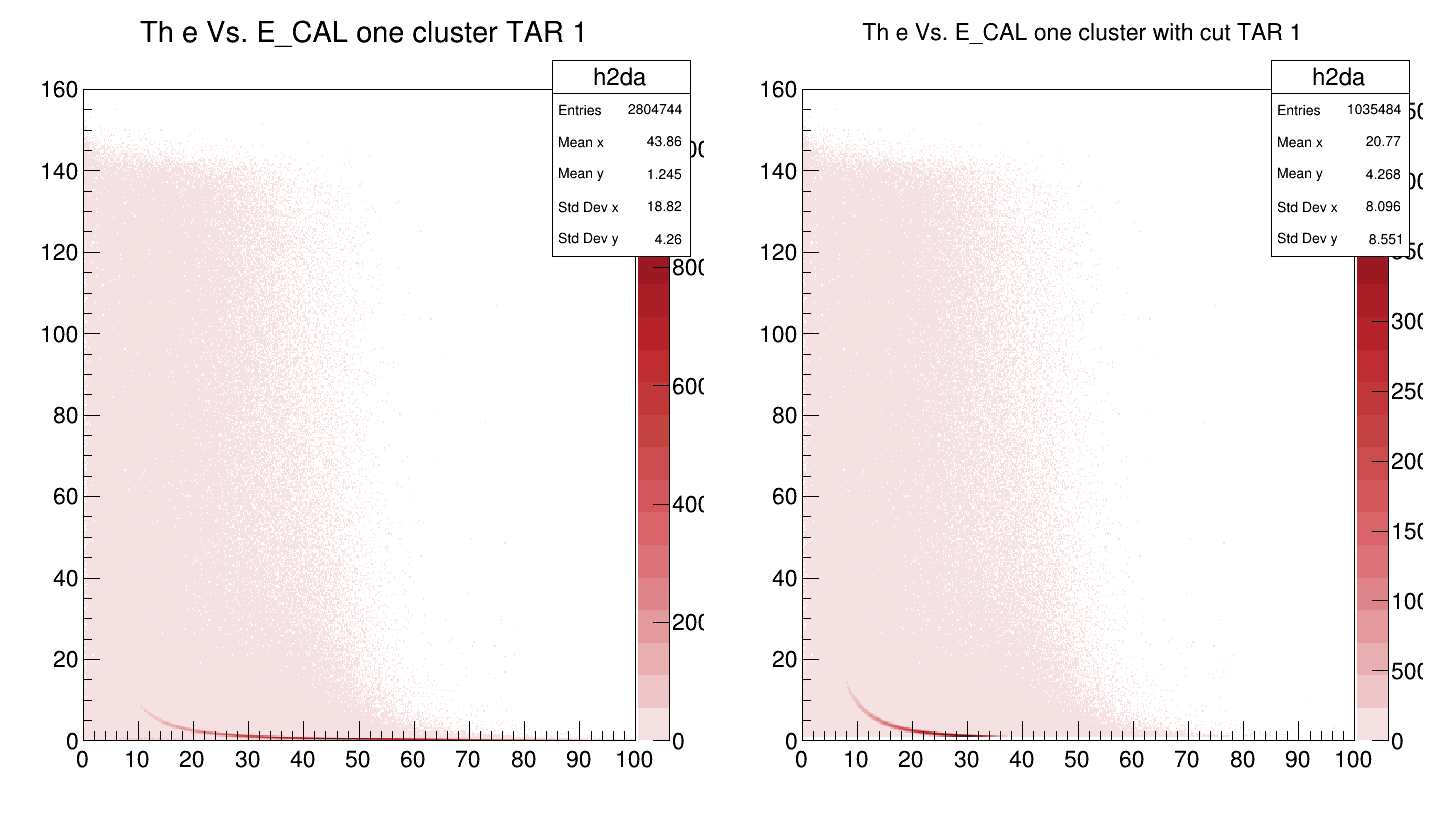 Th e Vs. E_CAL one cluster TAR 1
h2da
Entries 2804744
Mean x 43.86
Mean y 1.245
Std Dev x 18.82
Std Dev y 4.26
160
140
120
100
80
60
40
20
0
0 10 20 30 40 50 60 70 80 90 100
800
600
400
200
0
Th e Vs. E_CAL one cluster with cut TAR 1
h2da
Entries 1035484
Mean x 20.77
Mean y 4.268
Std Dev x 8.096
Std Dev y 8.551
160
140
120
100
80
60
40
20
0
0 10 20 30 40 50 60 70 80 90 100
300
250
200
150
100
500
0